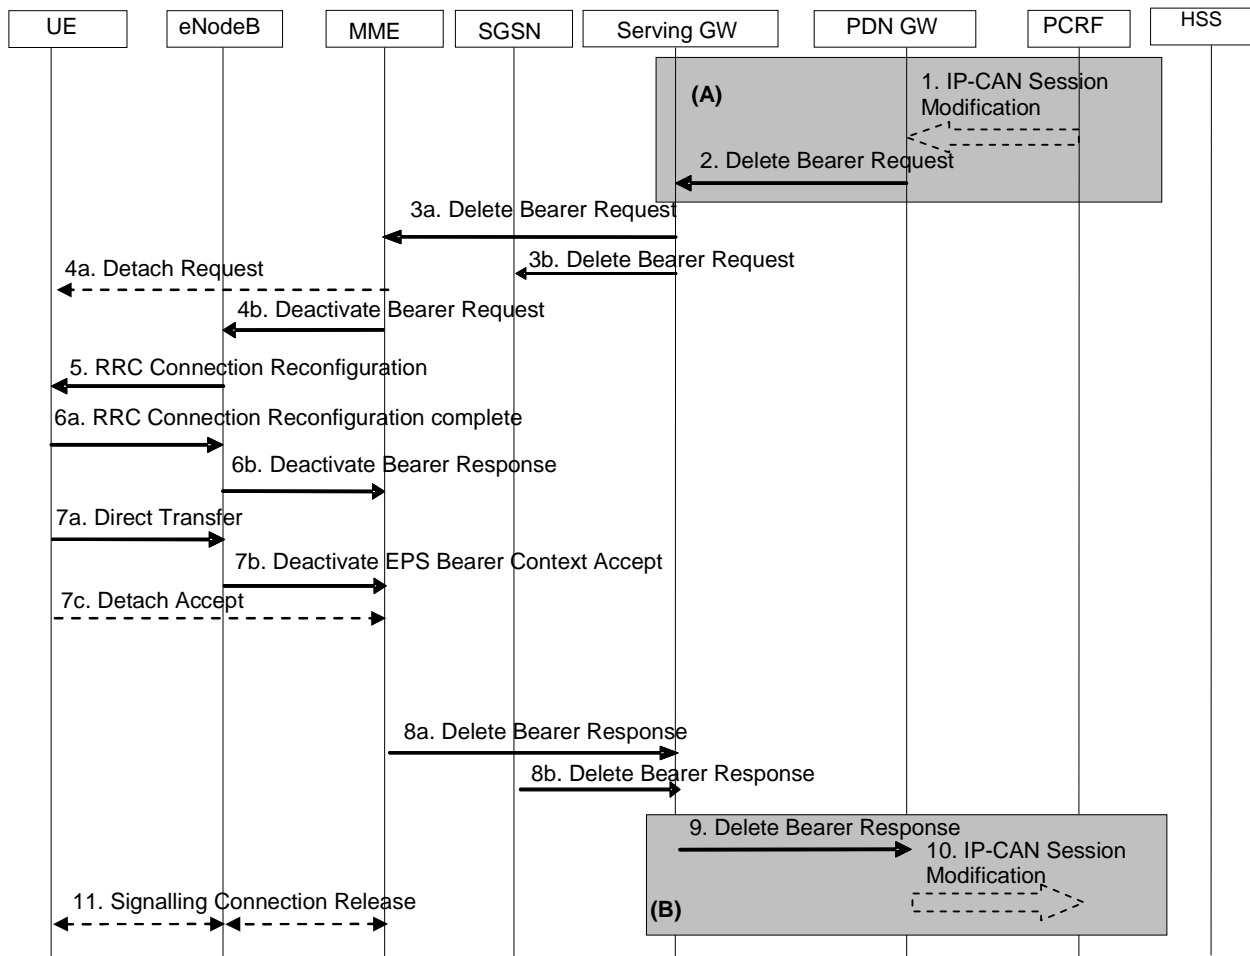 UE
eNodeB
MME
SGSN
Serving GW
PDN GW
PCRF
HSS
(A)
1. IP-CAN Session
Modification
2. Delete Bearer Request
3a. Delete Bearer Request
3b. Delete Bearer Request
4a. Detach Request
4b. Deactivate Bearer Request
5. RRC Connection Reconfiguration
6a. RRC Connection Reconfiguration complete
6b. Deactivate Bearer Response
7a. Direct Transfer
7b. Deactivate EPS Bearer Context Accept
7c. Detach Accept
8a. Delete Bearer Response
8b. Delete Bearer Response
9. Delete Bearer Response
10. IP-CAN Session
Modification
11. Signalling Connection Release
(B)